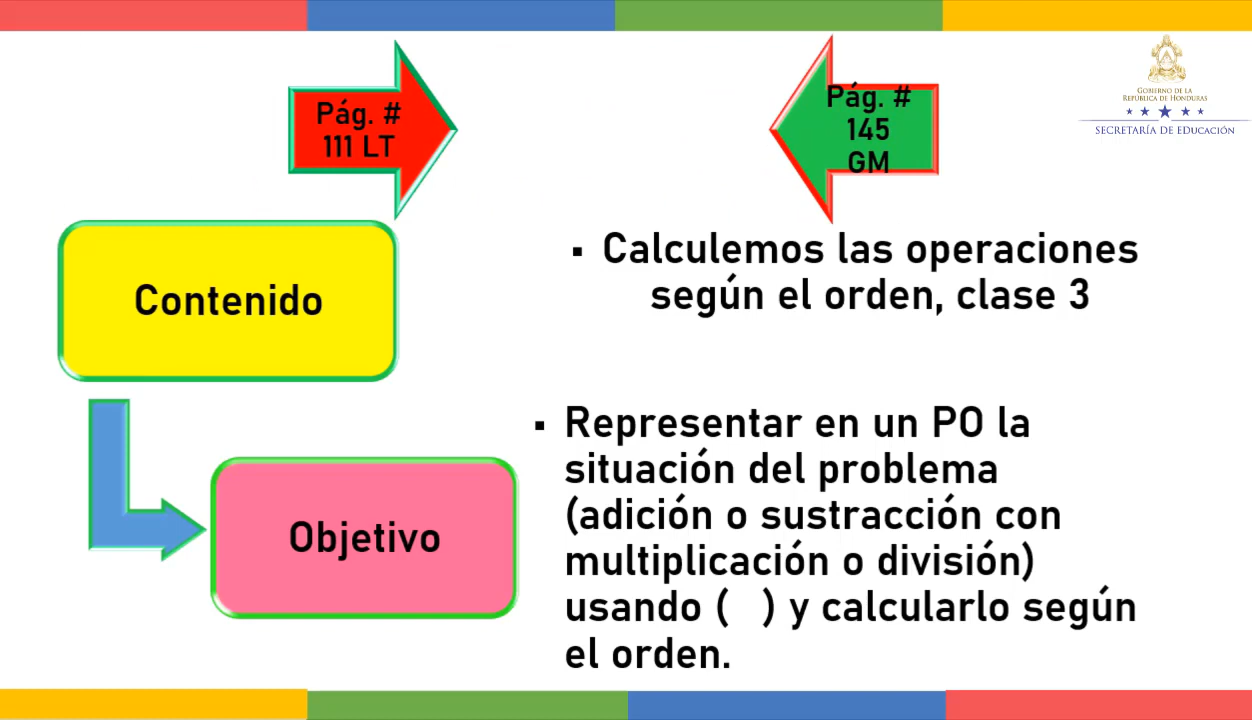 Pág. #
111 LT
Pág. #
145
GM
GOBIERNO DE LA
REPÚBLICA DE HONDURAS
SECRETARÍA DE EDUCACIÓN
Contenido
▪ Calculemos las operaciones
según el orden, clase 3
Objetivo
▪ Representar en un PO la
situación del problema
(adición o sustracción con
multiplicación o división)
usando (   ) y calcularlo según
el orden.